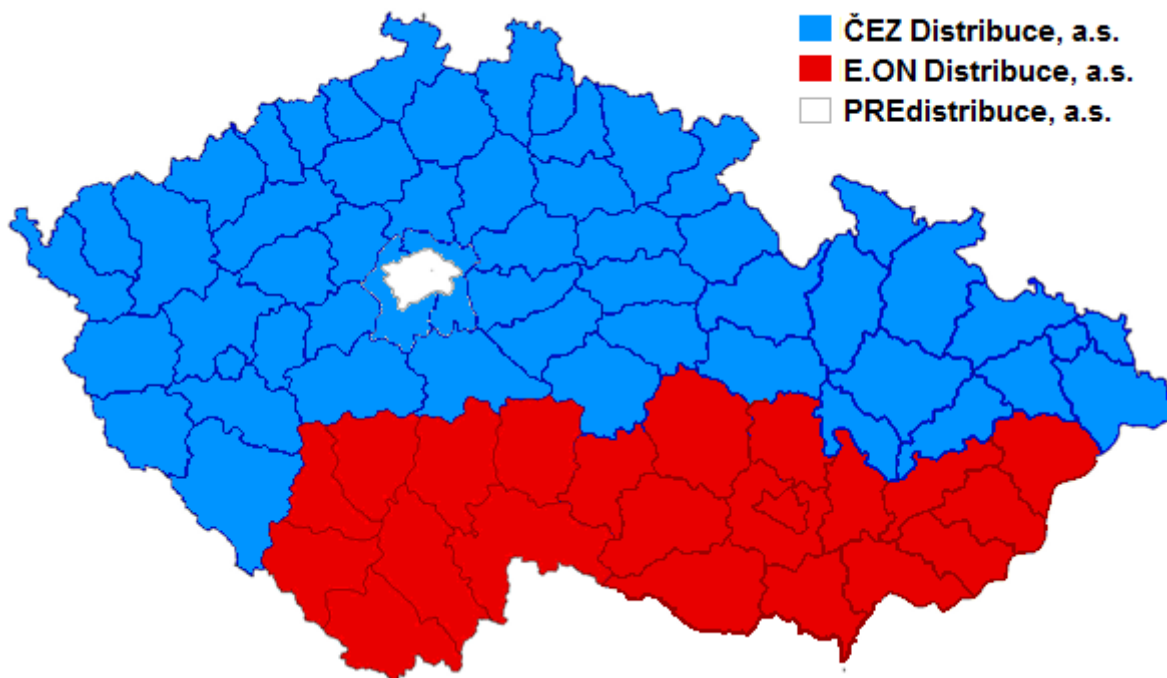 ČEZ Distribuce, a.s.
E.ON Distribuce, a.s.
PREdistribuce, a.s.